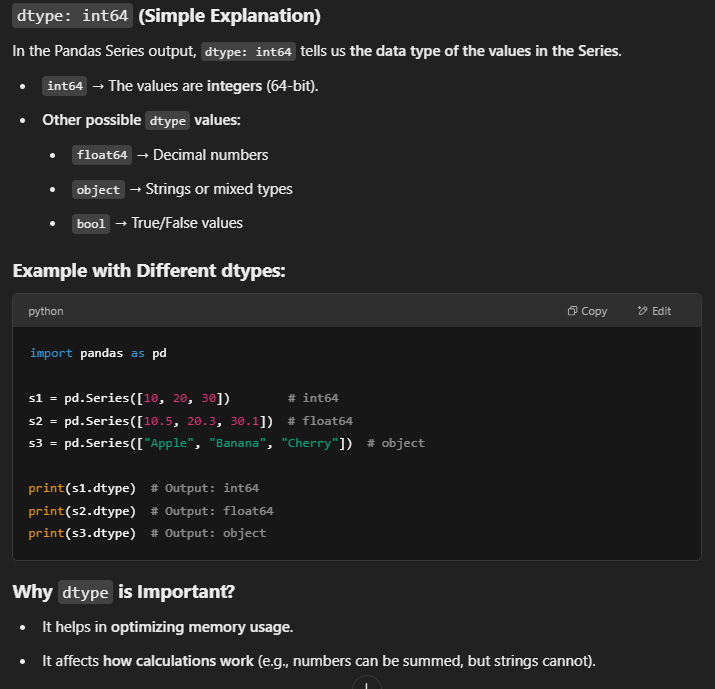 dtype: int64 (Simple Explanation)
In the Pandas Series output, dtype: int64 tells us the data type of the values in the Series.
• int64 → The values are integers (64-bit).
• Other possible dtype values:
• float64 → Decimal numbers
• object → Strings or mixed types
• bool → True/False values
Example with Different dtypes:
python Copy Edit
import pandas as pd
s1 = pd.Series([10, 20, 30])        # int64
s2 = pd.Series([10.5, 20.3, 30.1])  # float64
s3 = pd.Series(["Apple", "Banana", "Cherry"])  # object
print(s1.dtype)  # Output: int64
print(s2.dtype)  # Output: float64
print(s3.dtype)  # Output: object
Why dtype is Important?
• It helps in optimizing memory usage.
• It affects how calculations work (e.g., numbers can be summed, but strings cannot).